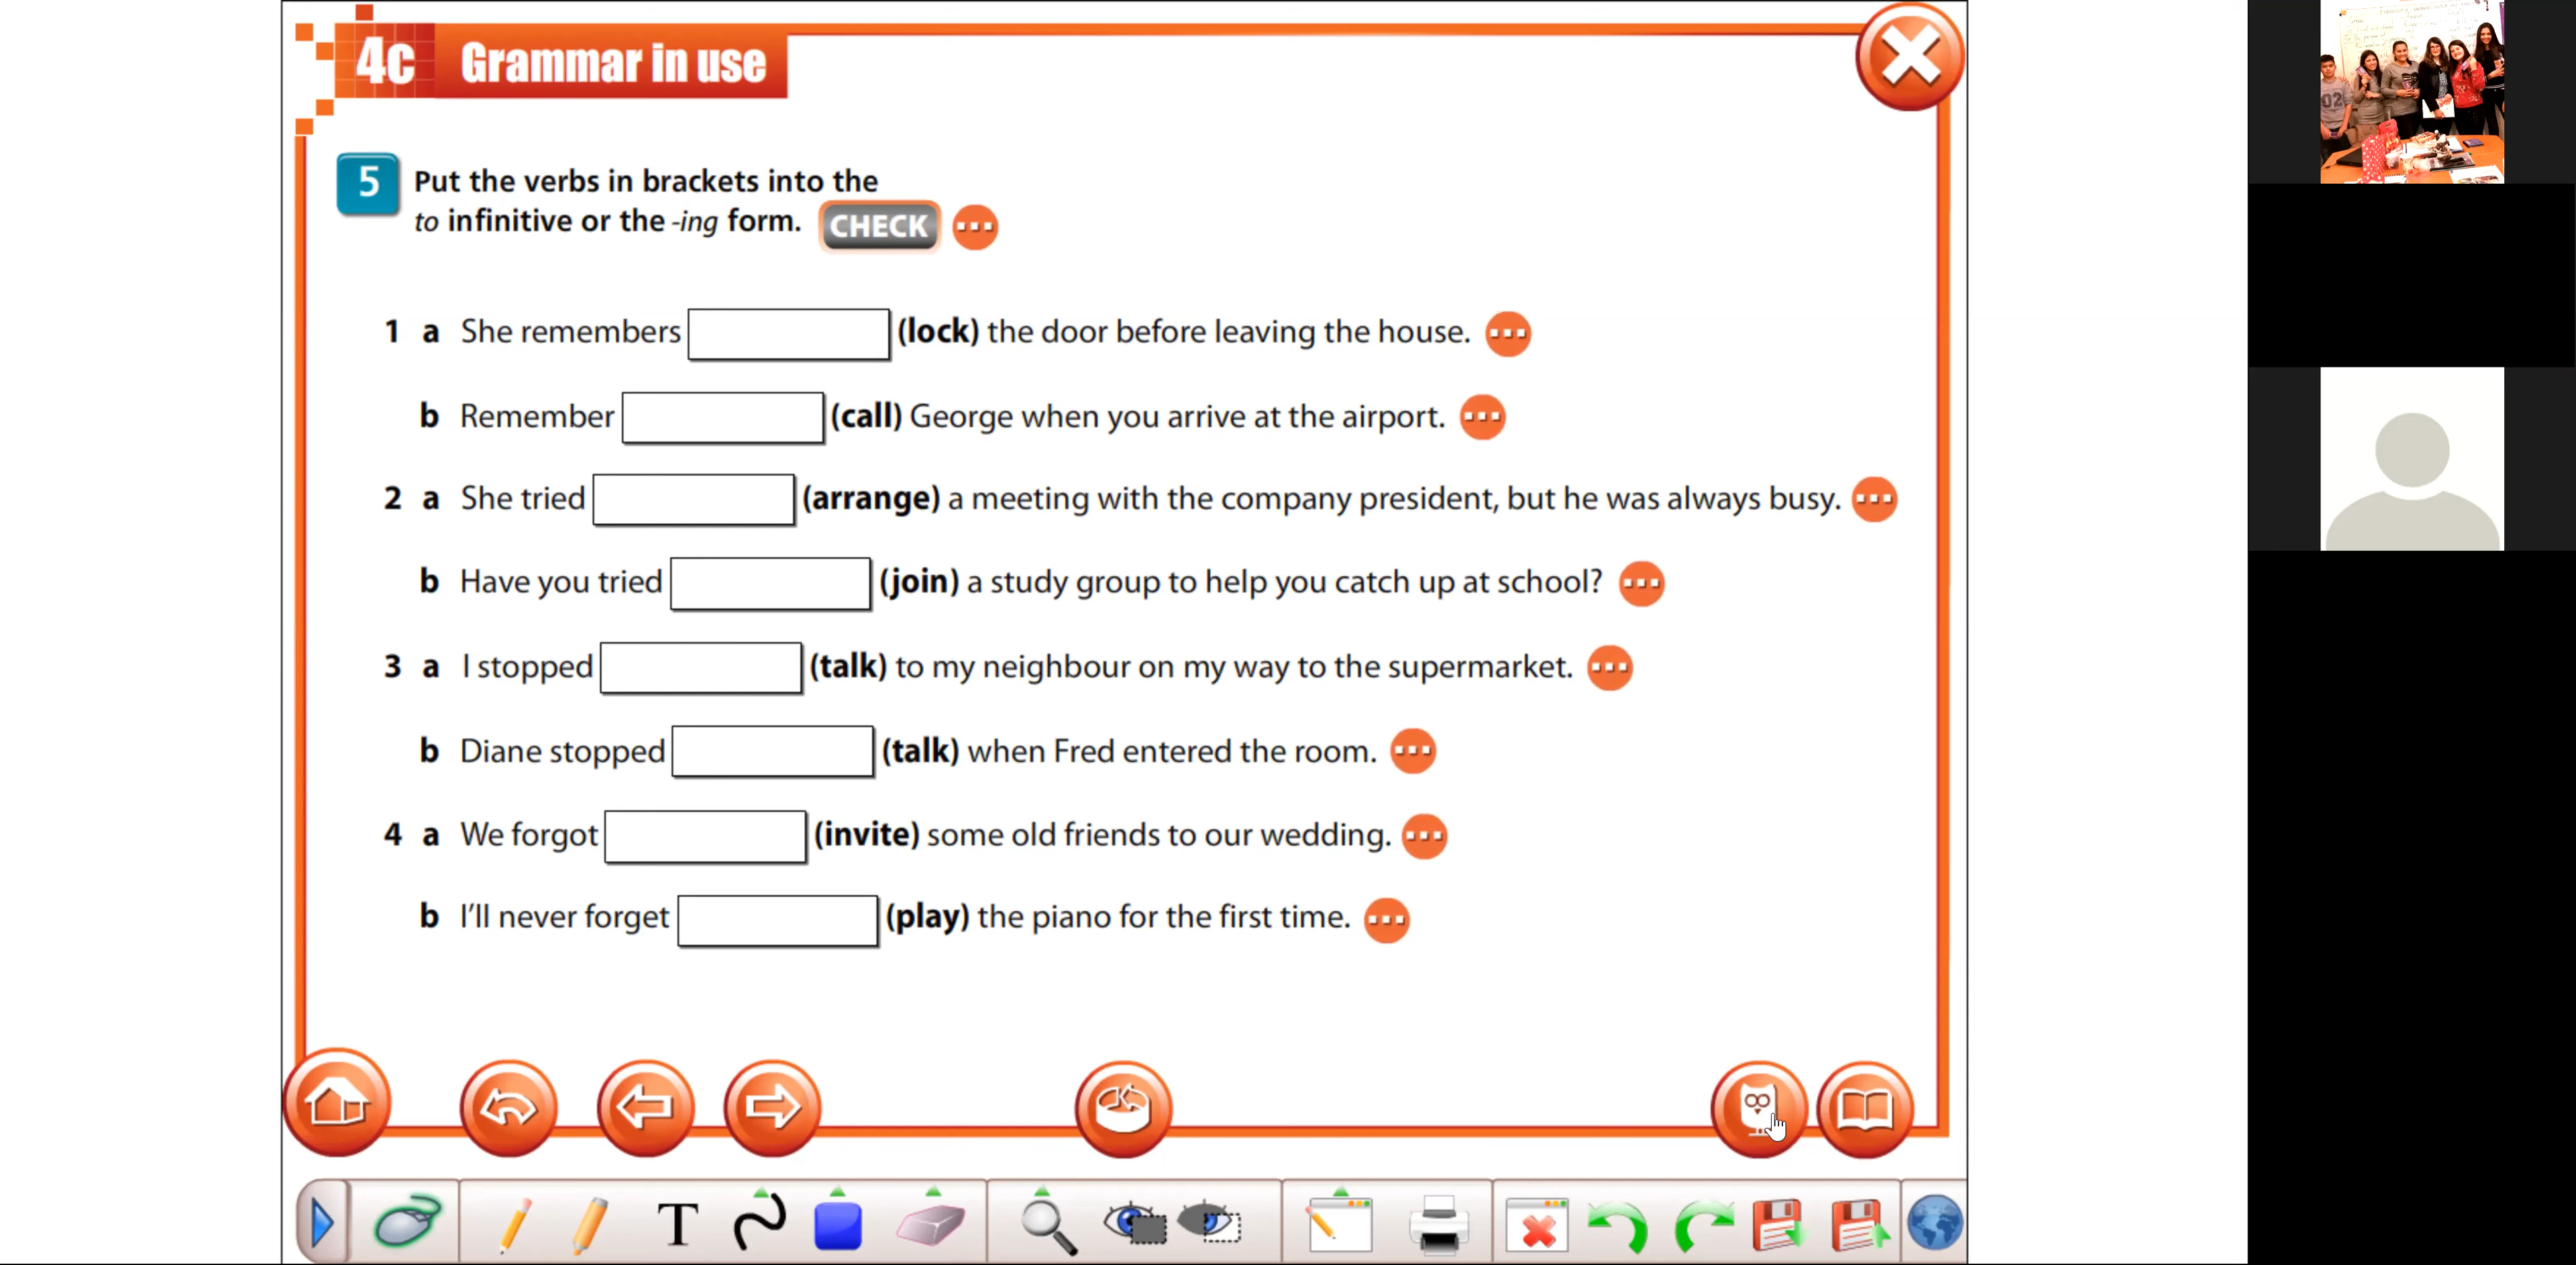 4c Grammar in use
5 Put the verbs in brackets into the
to infinitive or the -ing form. CHECK
1 a She remembers (lock) the door before leaving the house.
b Remember (call) George when you arrive at the airport.
2 a She tried (arrange) a meeting with the company president, but he was always busy.
b Have you tried (join) a study group to help you catch up at school?
3 a I stopped (talk) to my neighbour on my way to the supermarket.
b Diane stopped (talk) when Fred entered the room.
4 a We forgot (invite) some old friends to our wedding.
b I'll never forget (play) the piano for the first time.
T